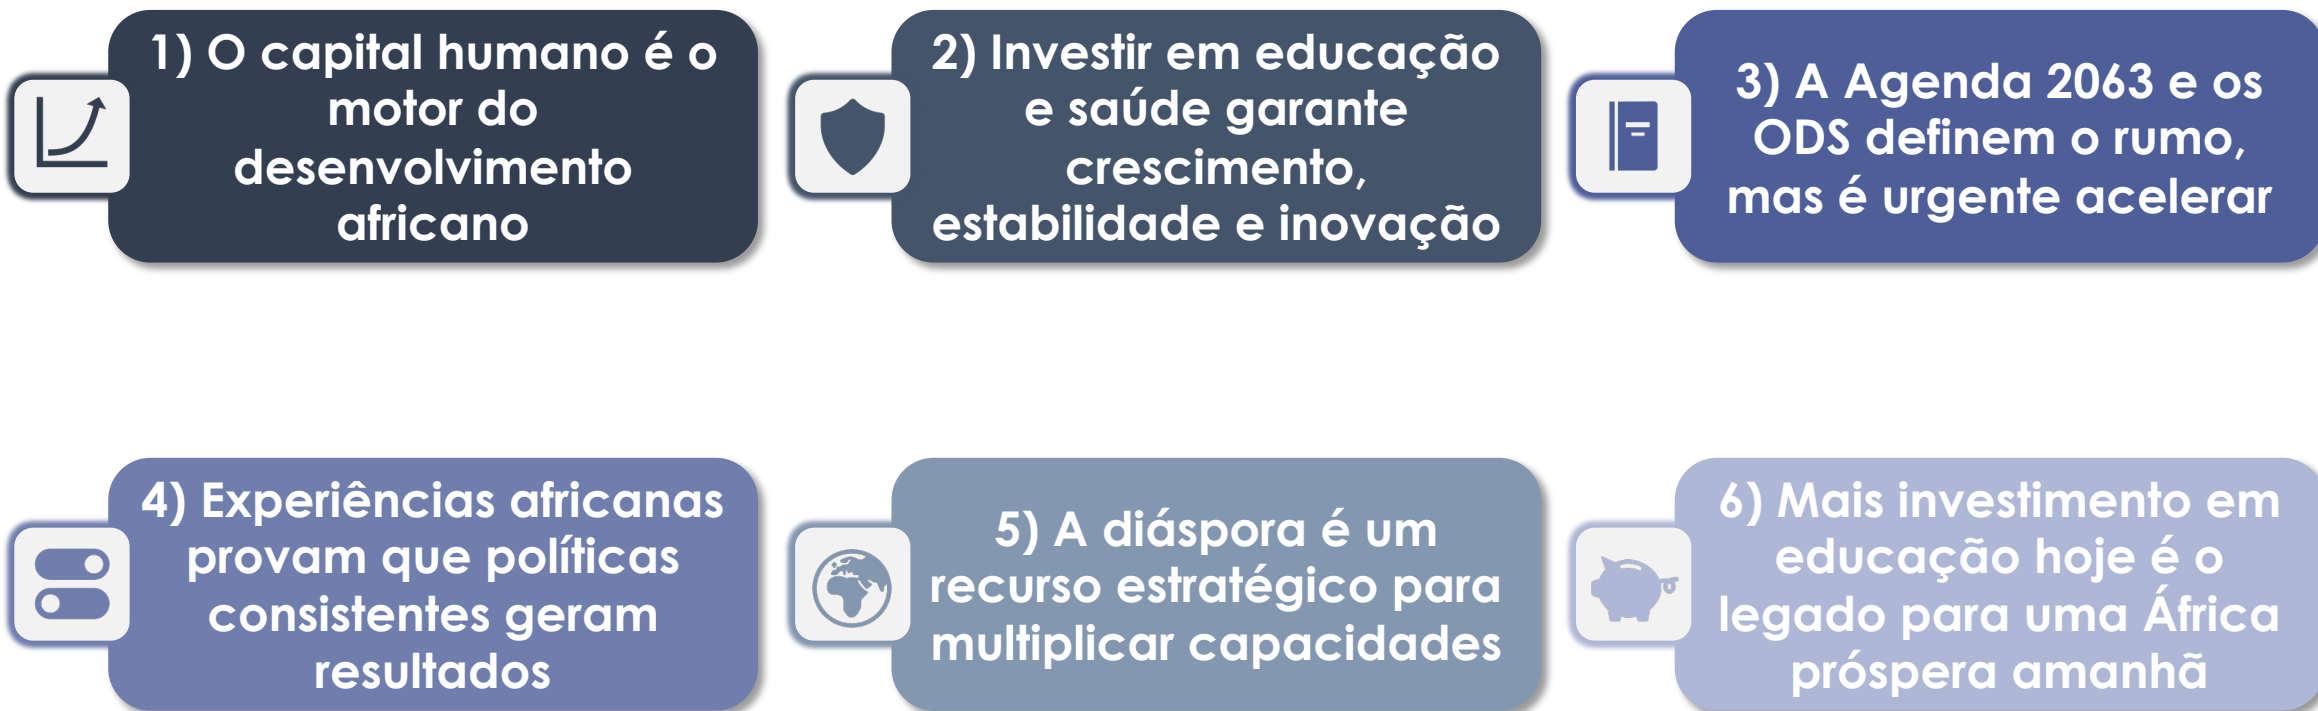 1) O capital humano é o
motor do
desenvolvimento
africano
2) Investir em educação
e saúde garante
crescimento,
estabilidade e inovação
3) A Agenda 2063 e os
ODS definem o rumo,
mas é urgente acelerar
4) Experiências africanas
provam que políticas
consistentes geram
resultados
5) A diáspora é um
recurso estratégico para
multiplicar capacidades
6) Mais investimento em
educação hoje é o
legado para uma África
próspera amanhã